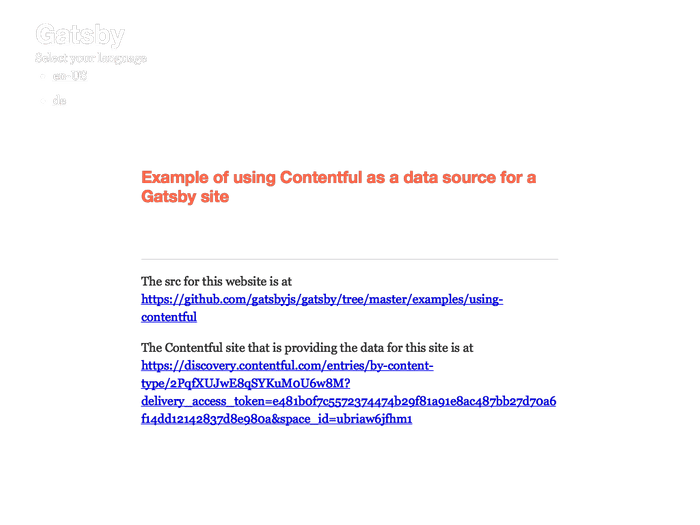 Gatsby
Select your language
en-US
de
Example of using Contentful as a data source for a
Gatsby site
The src for this website is at
https://github.com/gatsbyjs/gatsby/tree/master/examples/using-
contentful
The Contentful site that is providing the data for this site is at
https://discovery.contentful.com/entries/by-content-
type/2PqfXUJwE8qSYKuM0U6w8M?
delivery_access_token=e481b0f7c5572374474b29f81a91e8ac487bb27d70a6
f14dd12142837d8e980a&space_id=ubriaw6jfhm1